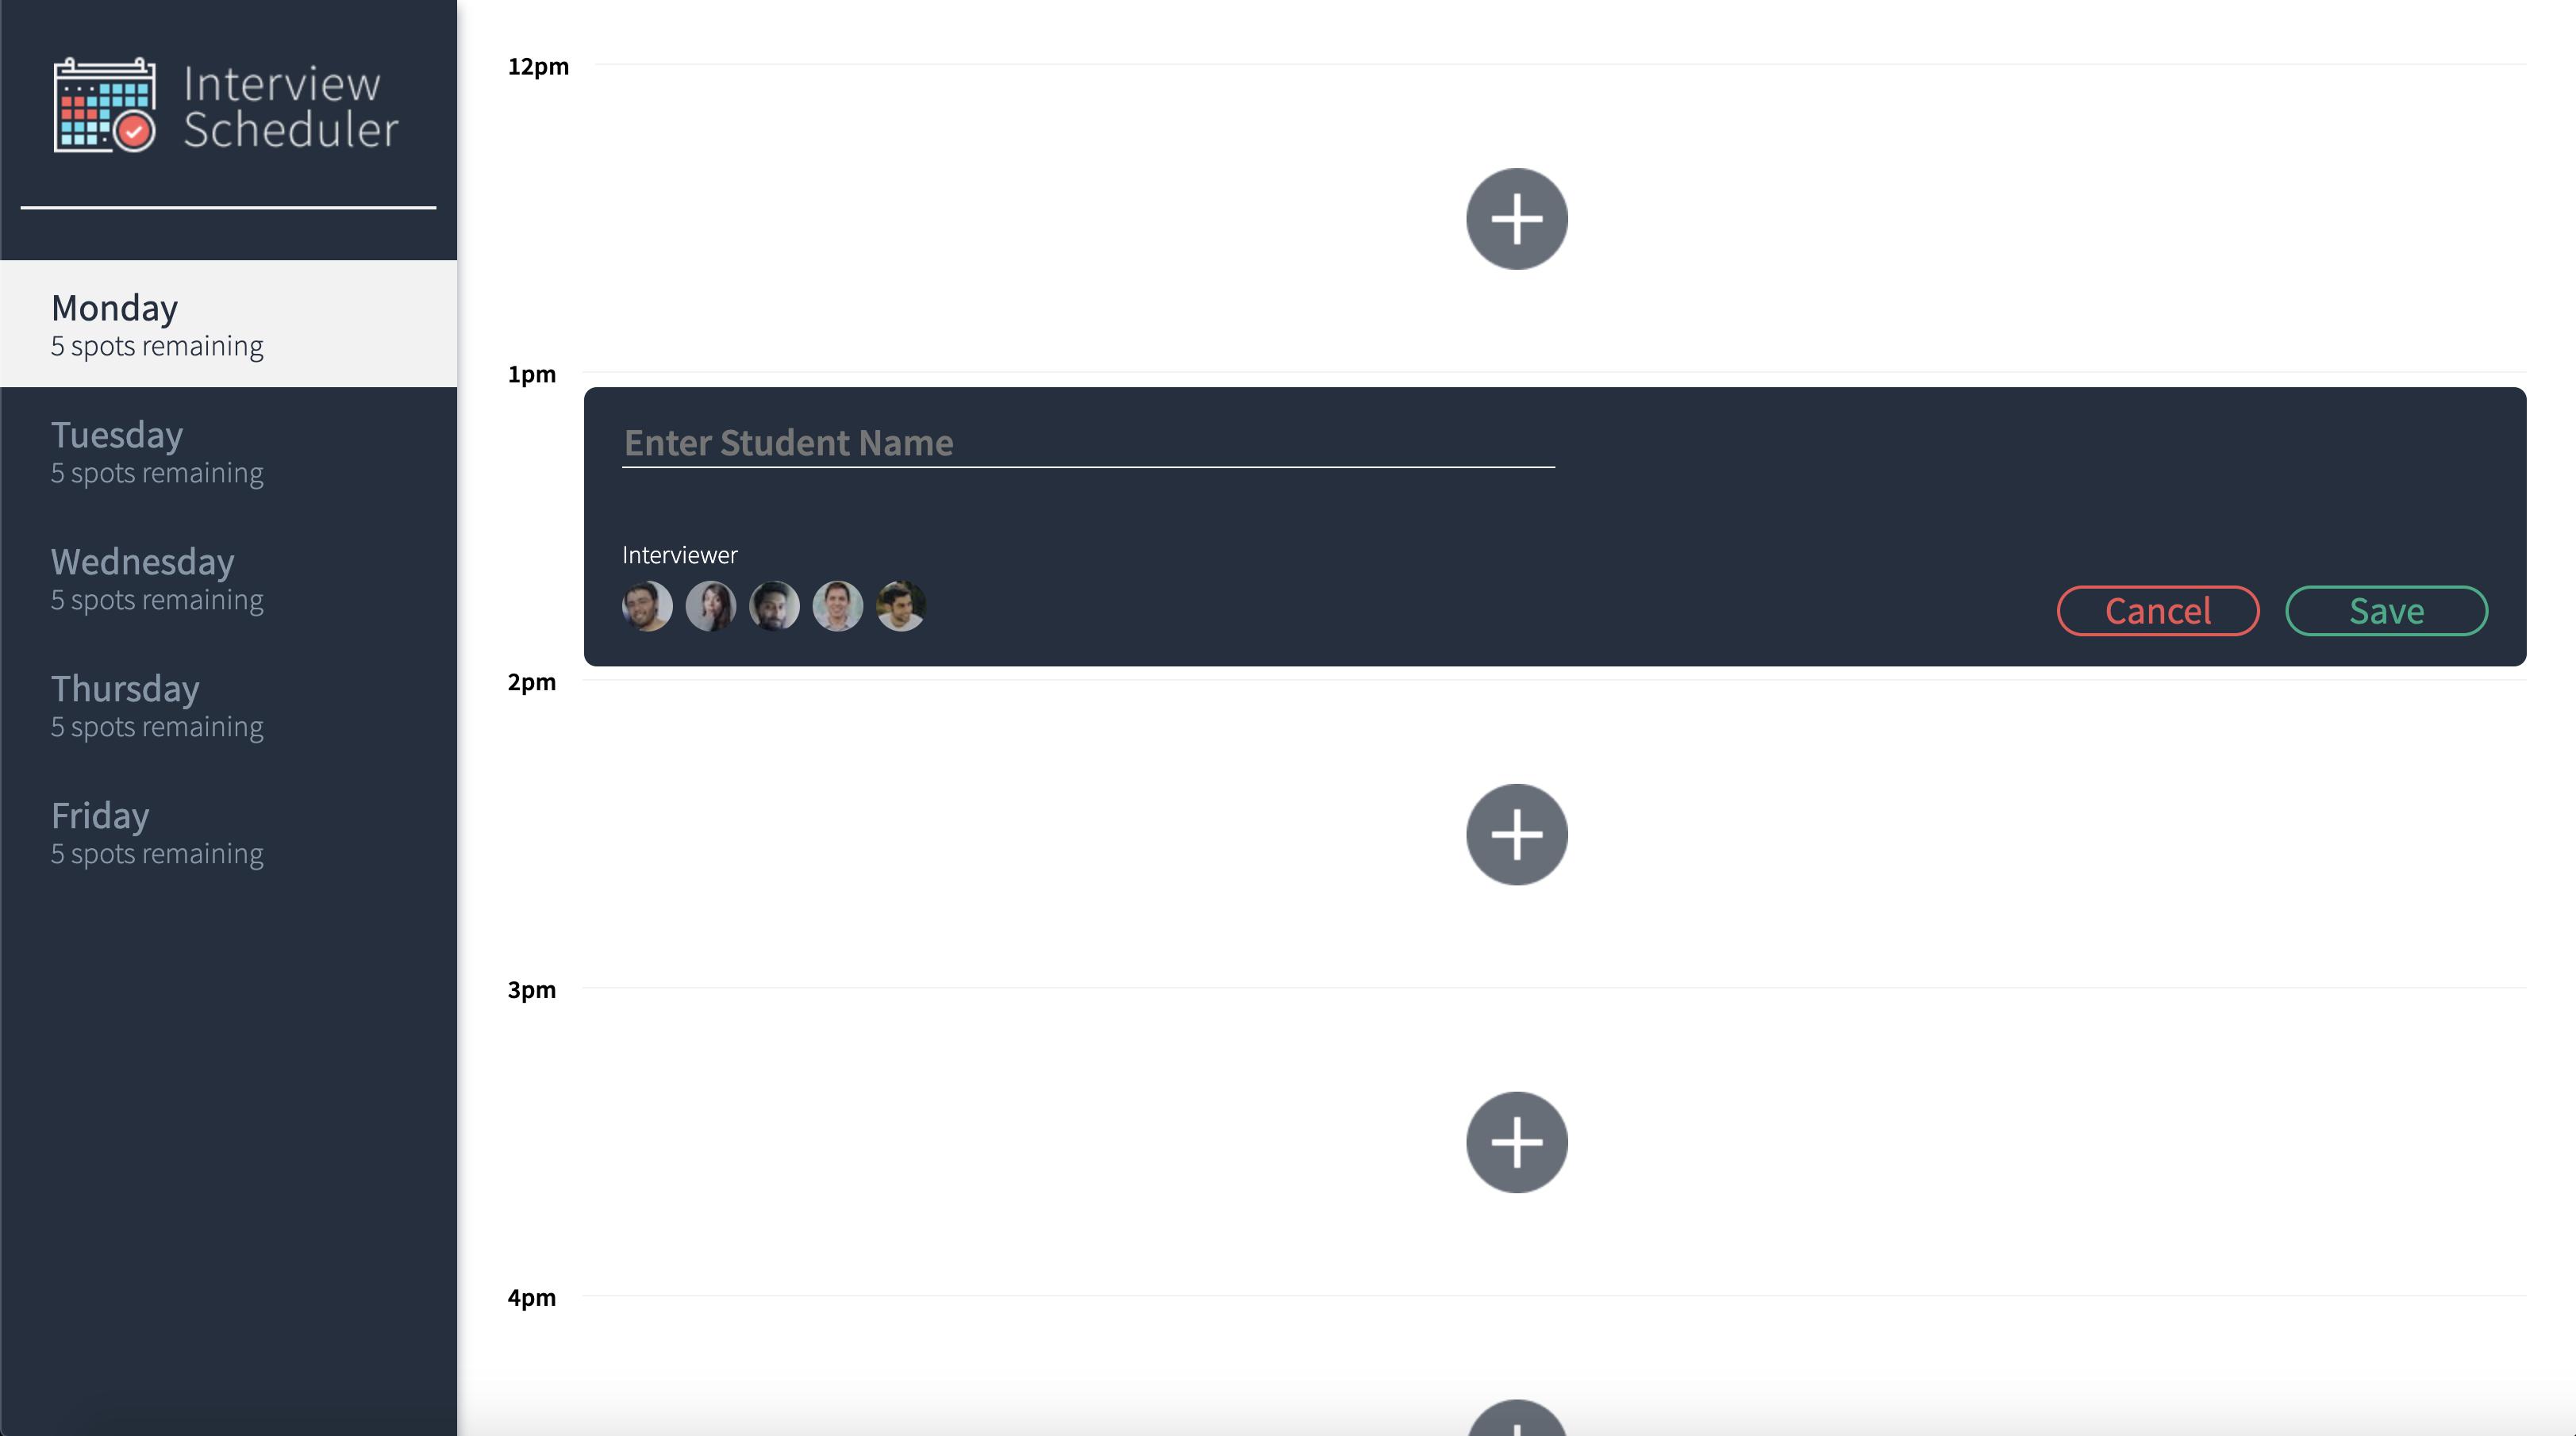 Interview
Scheduler
Monday
5 spots remaining
Tuesday
5 spots remaining
Wednesday
5 spots remaining
Thursday
5 spots remaining
Friday
5 spots remaining
12pm
1pm
Enter Student Name
Interviewer
Cancel
Save
2pm
3pm
4pm